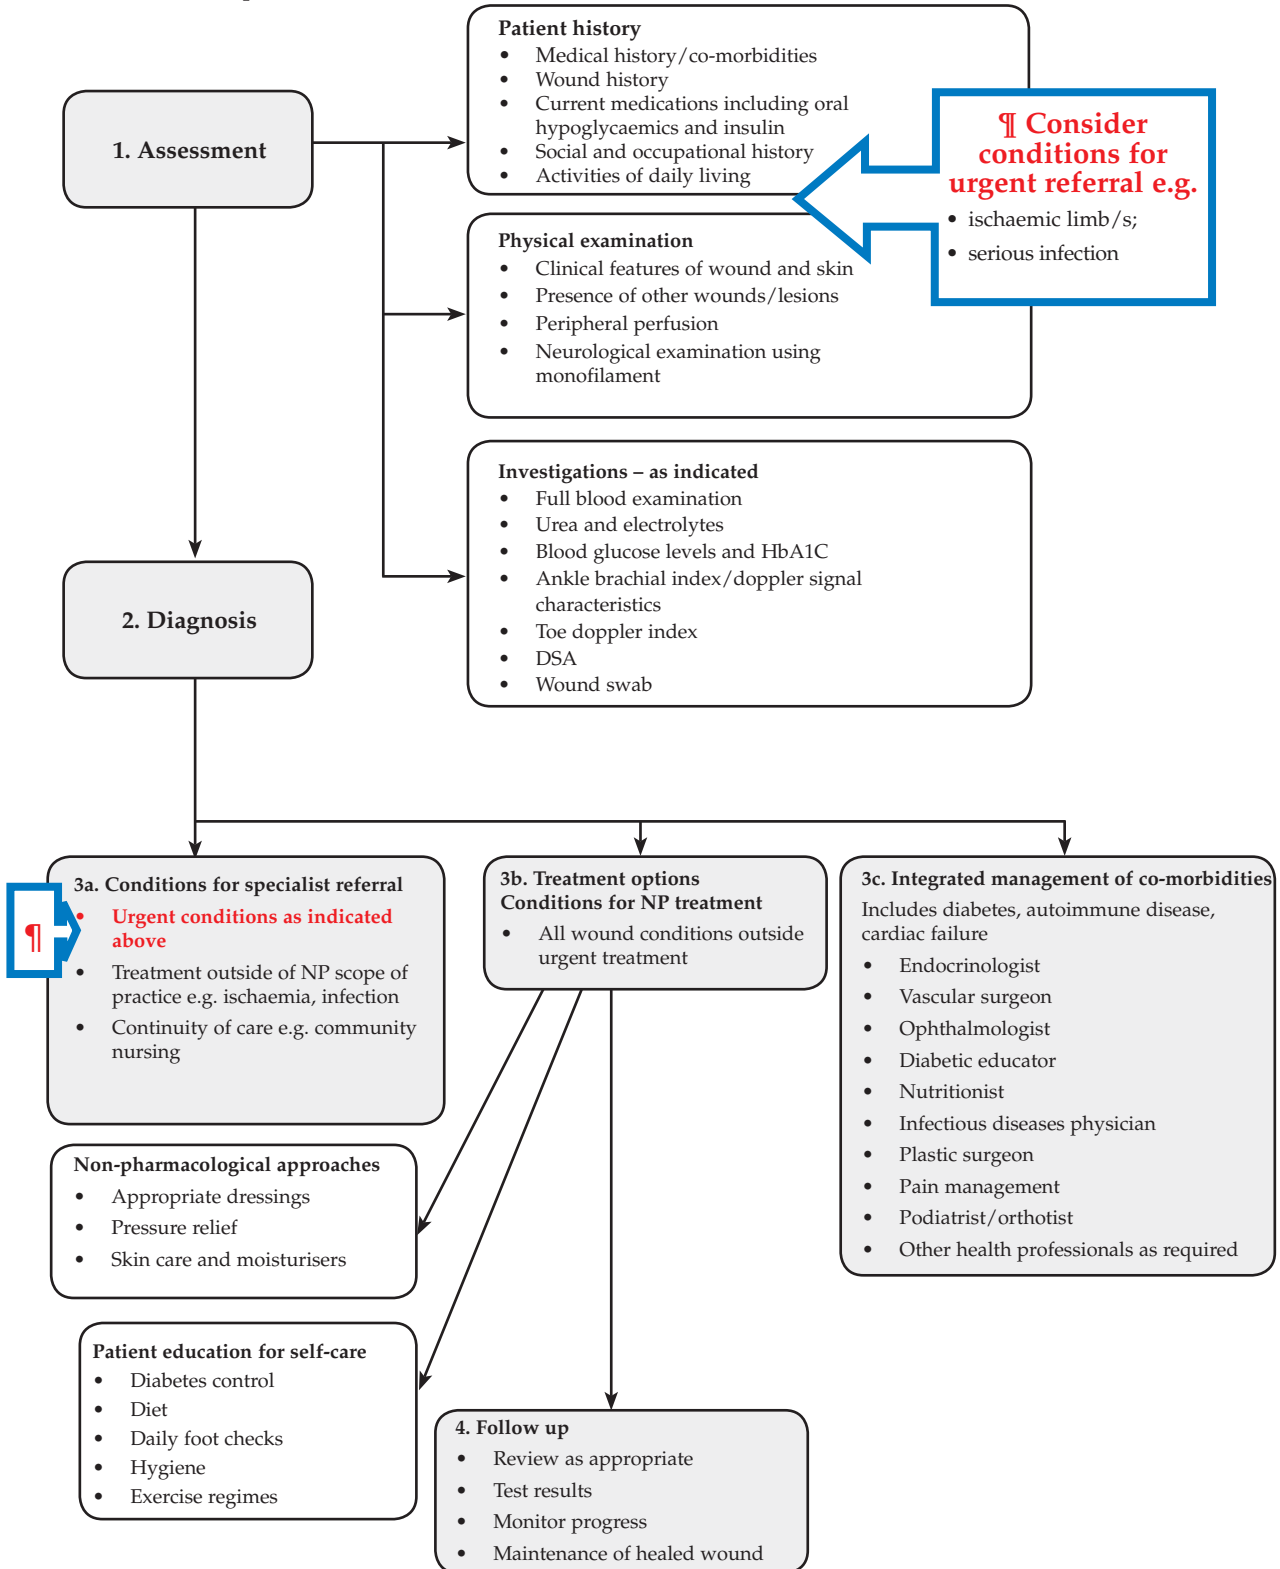 Patient history
• Medical history/co-morbidities
• Wound history
• Current medications including oral
hypoglycaemics and insulin
• Social and occupational history
• Activities of daily living
1. Assessment
¶ Consider
conditions for
urgent referral e.g.
• ischaemic limb/s;
• serious infection
Physical examination
• Clinical features of wound and skin
• Presence of other wounds/lesions
• Peripheral perfusion
• Neurological examination using
monofilament
Investigations – as indicated
• Full blood examination
• Urea and electrolytes
• Blood glucose levels and HbA1C
• Ankle brachial index/doppler signal
characteristics
• Toe doppler index
• DSA
• Wound swab
2. Diagnosis
3a. Conditions for specialist referral
• Urgent conditions as indicated
above
• Treatment outside of NP scope of
practice e.g. ischaemia, infection
• Continuity of care e.g. community
nursing
¶
3b. Treatment options
Conditions for NP treatment
• All wound conditions outside
urgent treatment
3c. Integrated management of co-morbidities
Includes diabetes, autoimmune disease,
cardiac failure
• Endocrinologist
• Vascular surgeon
• Ophthalmologist
• Diabetic educator
• Nutritionist
• Infectious diseases physician
• Plastic surgeon
• Pain management
• Podiatrist/orthotist
• Other health professionals as required
Non-pharmacological approaches
• Appropriate dressings
• Pressure relief
• Skin care and moisturisers
Patient education for self-care
• Diabetes control
• Diet
• Daily foot checks
• Hygiene
• Exercise regimes
4. Follow up
• Review as appropriate
• Test results
• Monitor progress
• Maintenance of healed wound